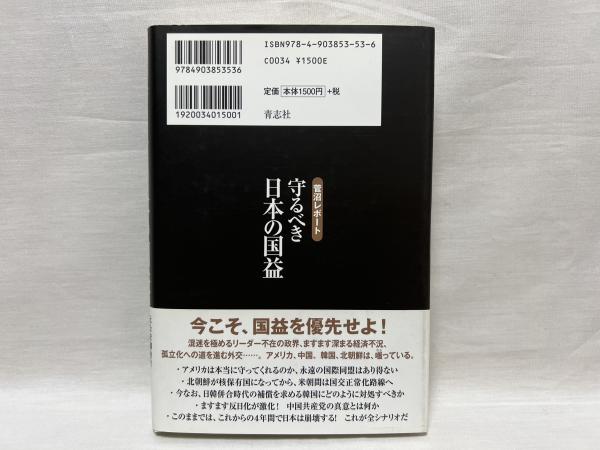 ISBN978-4-903853-53-6
C0034 ¥1500E
9784903853536
定価 本体1500円 +税
青志社
1920034015001
菅沼レポート
守るべき
日本の国益
今こそ、国益を優先せよ!
混迷を極めるリーダー不在の政界、ますます深まる経済不況、
孤立化への道を進む外交……。アメリカ、中国、韓国、北朝鮮は、嗤っている。
・アメリカは本当に守ってくれるのか、永遠の国際同盟はあり得ない
・北朝鮮が核保有国になってから、米朝間は国交正常化路線へ
・今なお、日韓併合時代の補償を求める韓国にどのように対処すべきか
・ますます反日化が激化! 中国共産党の真意とは何か
・このままでは、これからの4年間で日本は崩壊する! これが全シナリオだ